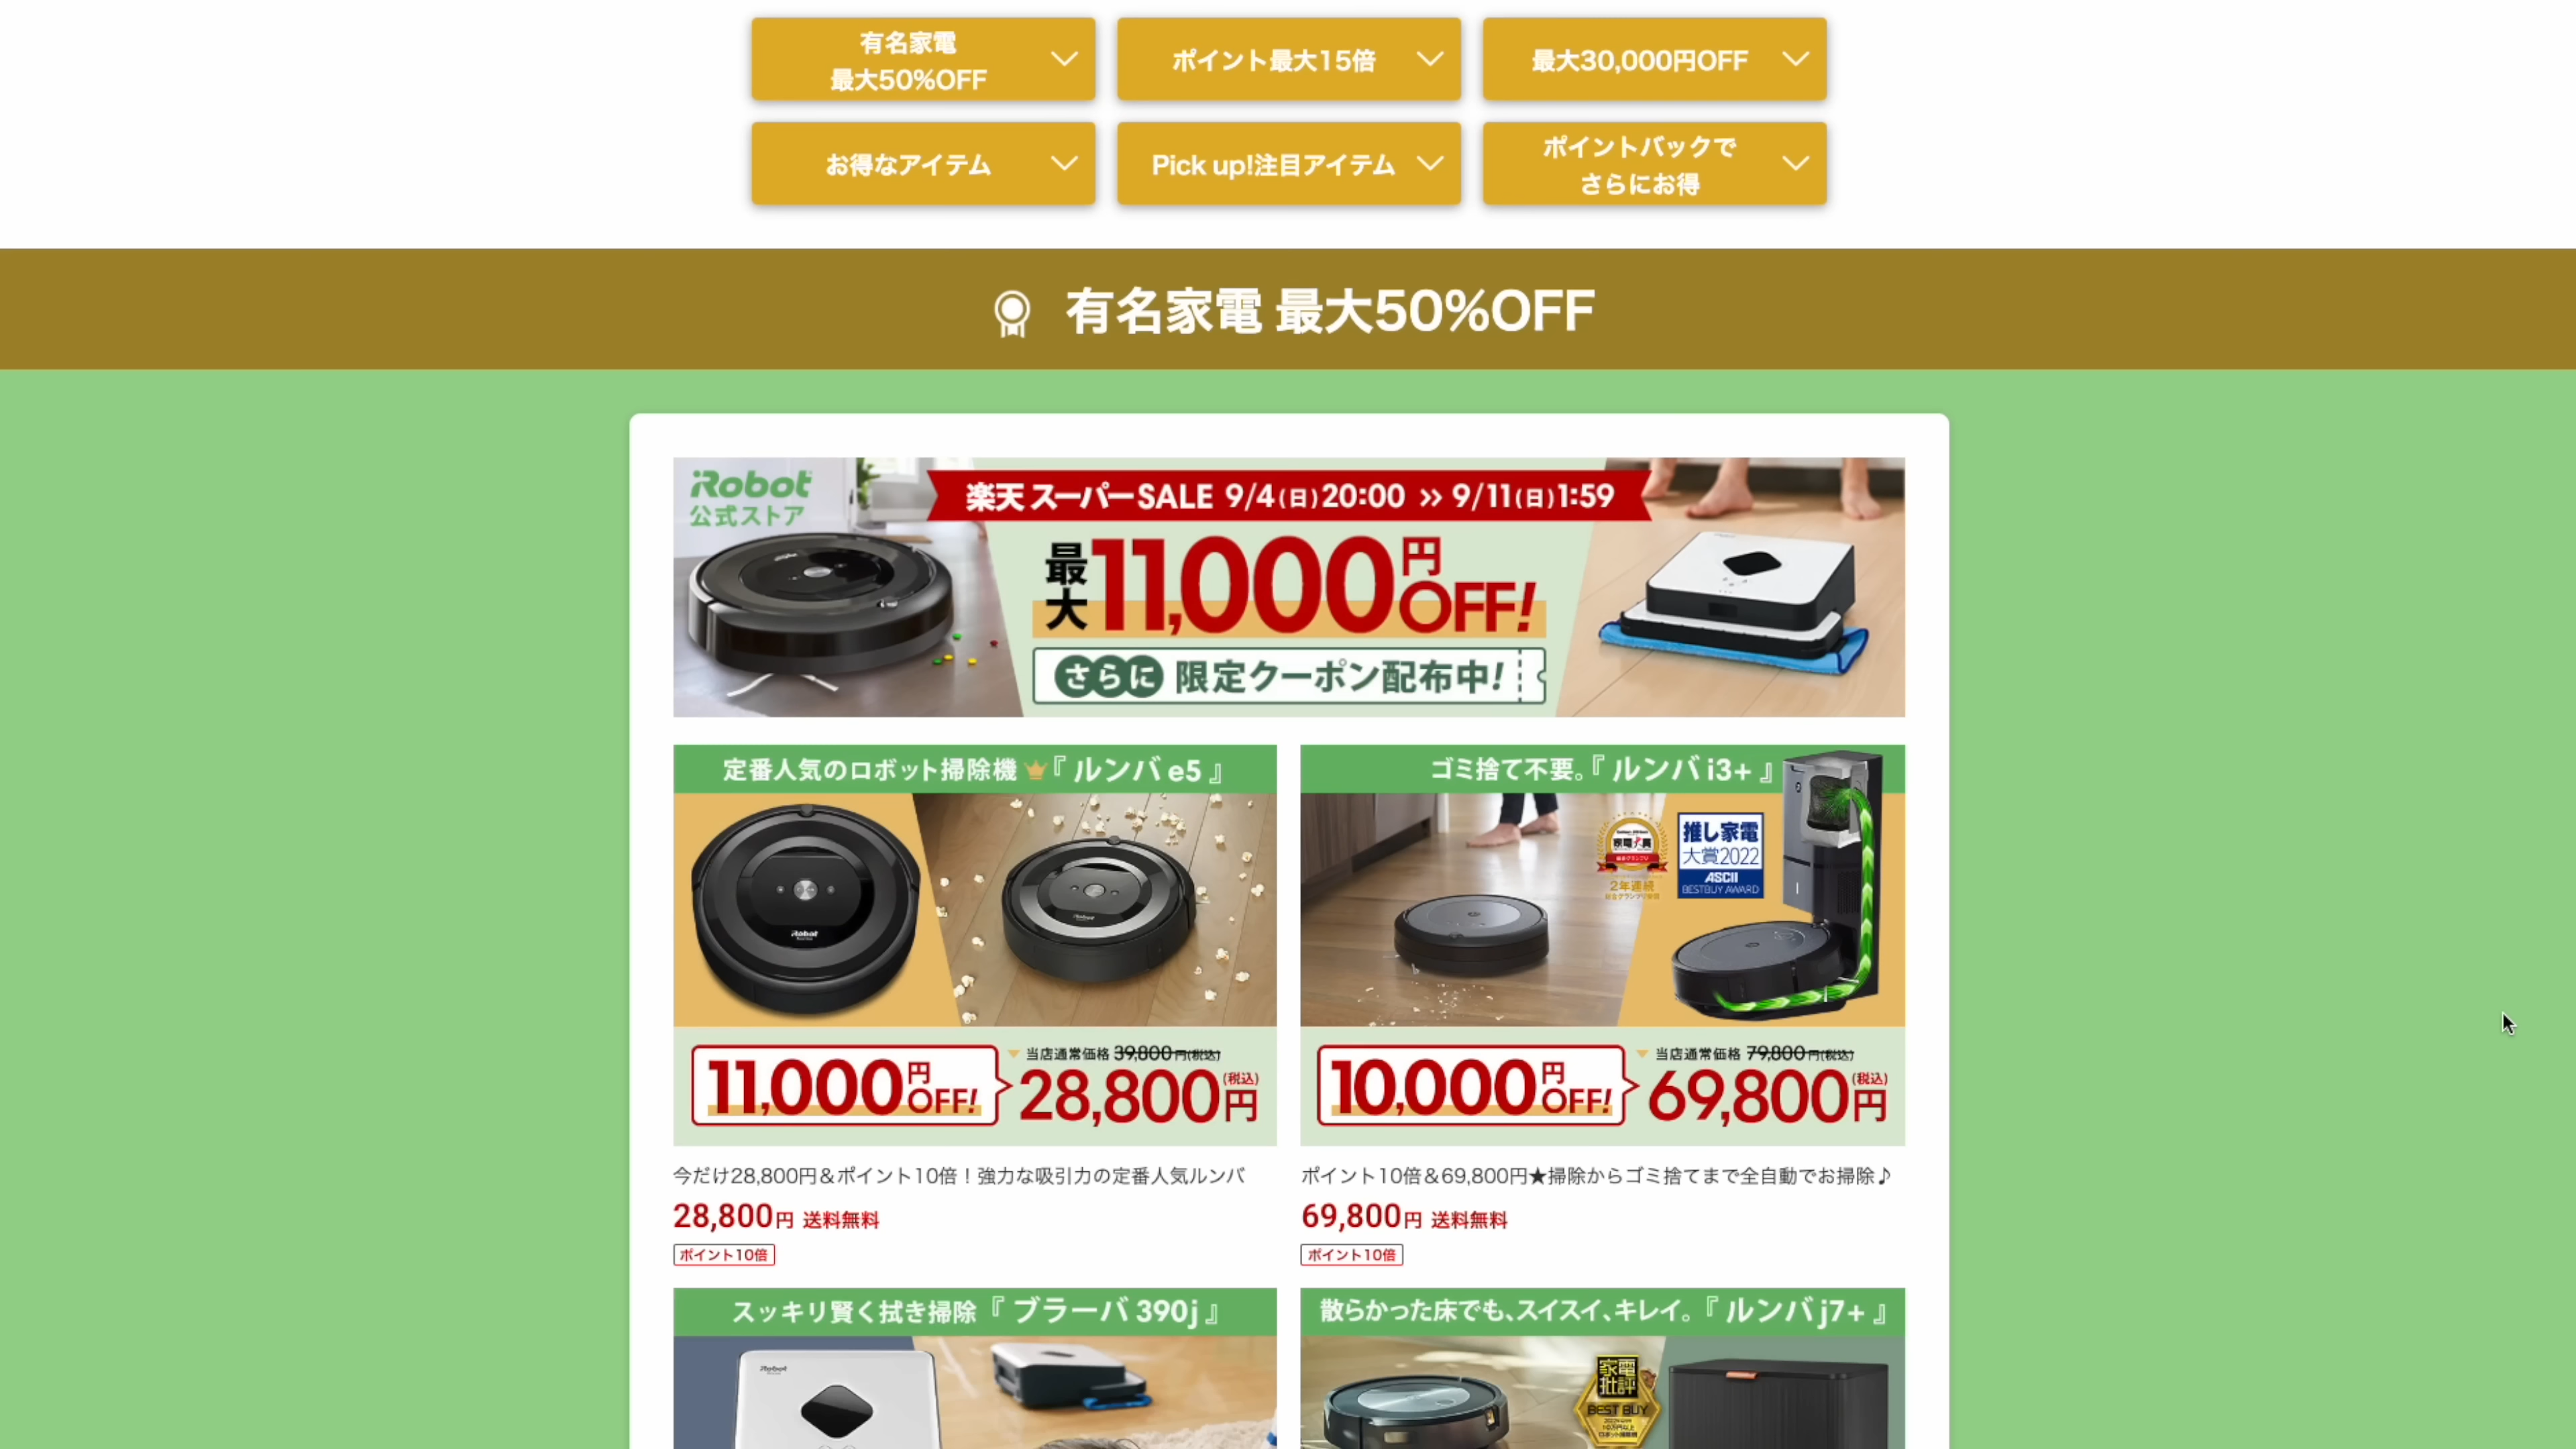 有名家電
最大50%OFF
ポイント最大15倍
最大30,000円OFF
お得なアイテム
Pick up!注目アイテム
ポイントバックで
さらにお得
有名家電 最大50%OFF
iRobot
公式ストア
楽天 スーパーSALE 9/4(日)20:00 >> 9/11(日)1:59
最大11,000円OFF!
さらに 限定クーポン配布中!
定番人気のロボット掃除機『ルンバ e5』
iRobot
iRobot
11,000円OFF!
当店通常価格 39,800円(税込)
28,800円(税込)
ゴミ捨て不要。『ルンバ i3+』
家電大賞
2年連続
推し家電
大賞2022
ASCII
BESTBUY AWARD
10,000円OFF!
当店通常価格 79,800円(税込)
69,800円(税込)
今だけ28,800円&ポイント10倍!強力な吸引力の定番人気ルンバ
28,800円 送料無料
ポイント10倍
ポイント10倍&69,800円★掃除からゴミ捨てまで全自動でお掃除♪
69,800円 送料無料
ポイント10倍
スッキリ賢く拭き掃除『ブラーバ 390j』
iRobot
散らかった床でも、スイスイ、キレイ。『ルンバ j7+』
家電
批評
BEST BUY